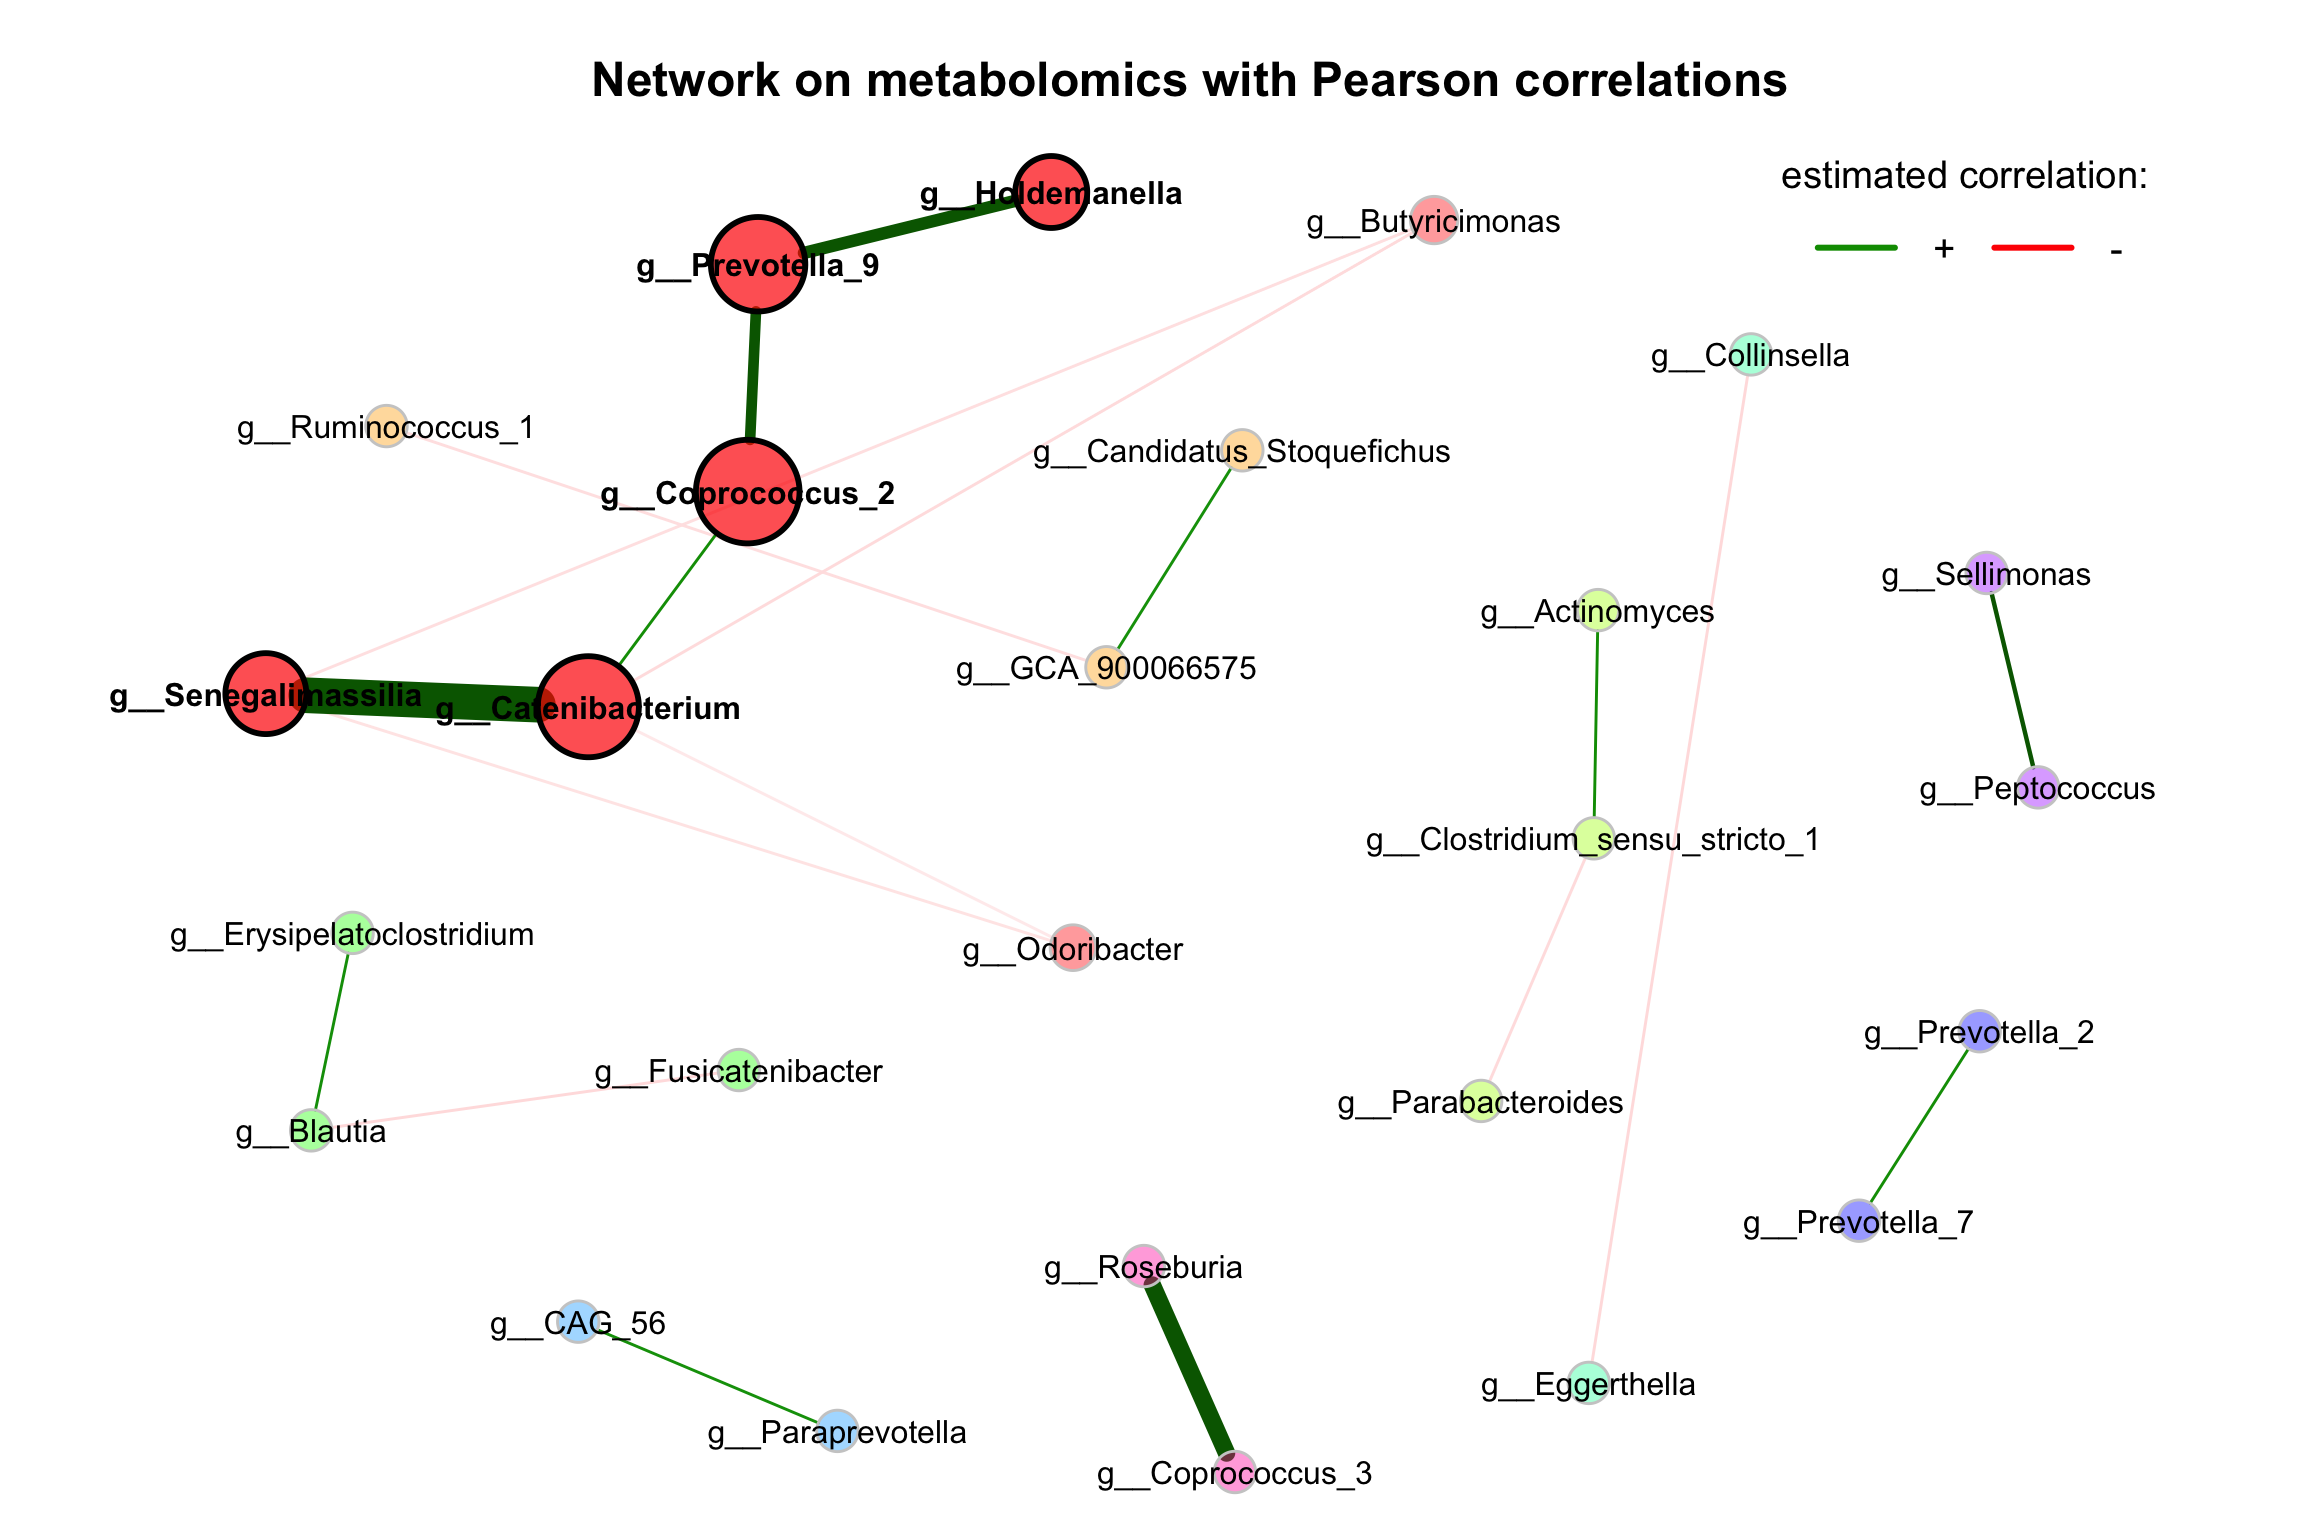 Network on metabolomics with Pearson correlations
estimated correlation:
+ -
g__Holdemanella
g__Butyricimonas
g__Prevotella_9
g__Collinsella
g__Ruminococcus_1
g__Candidatus_Stoquefichus
g__Coprococcus_2
g__Sellimonas
g__Actinomyces
g__GCA_900066575
g__Senegalimassilia
g__Catenibacterium
g__Peptococcus
g__Clostridium_sensu_stricto_1
g__Erysipelatoclostridium
g__Odoribacter
g__Prevotella_2
g__Fusicatenibacter
g__Parabacteroides
g__Blautia
g__Prevotella_7
g__Roseburia
g__CAG_56
g__Eggerthella
g__Paraprevotella
g__Coprococcus_3